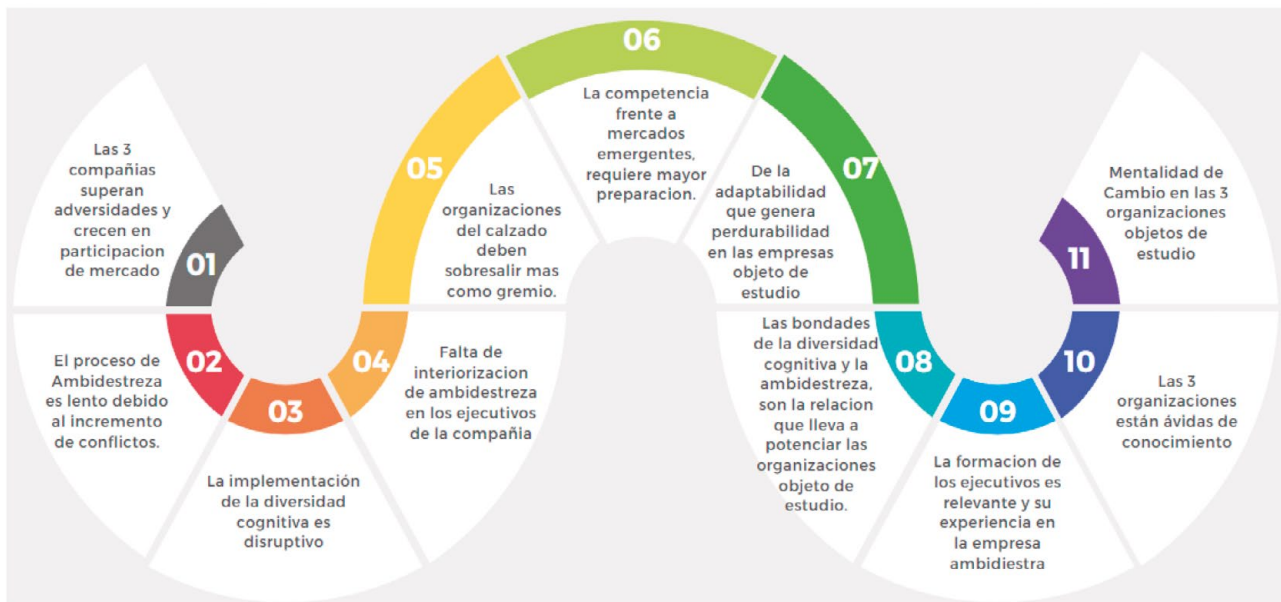 01
Las 3
compañias
superan
adversidades y
crecen en
participacion
de mercado
02
El proceso de
Ambidestreza
es lento debido
al incremento
de conflictos.
03
La implementación
de la diversidad
cognitiva es
disruptivo
04
Falta de
interiorizacion
de ambidestreza
en los ejecutivos
de la compañia
05
Las
organizaciones
del calzado
deben
sobresalir mas
como gremio.
06
La competencia
frente a
mercados
emergentes,
requiere mayor
preparacion.
07
De la
adaptabilidad
que genera
perdurabilidad
en las empresas
objeto de
estudio
08
Las bondades
de la diversidad
cognitiva y la
ambidestreza,
son la relacion
que lleva a
potenciar las
organizaciones
objeto de
estudio.
09
La formacion de
los ejecutivos es
relevante y su
experiencia en
la empresa
ambidiestra
10
Las 3
organizaciones
están ávidas de
conocimiento
11
Mentalidad de
Cambio en las 3
organizaciones
objetos de
estudio